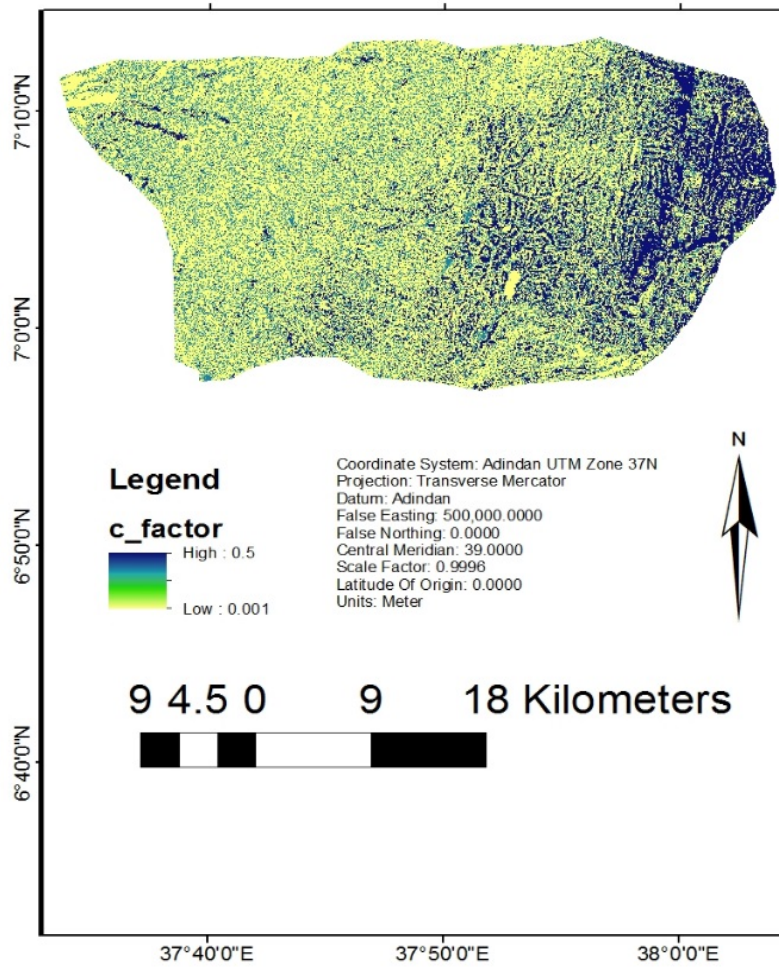 7°10'0"N
7°0'0"N
N
Legend
c_factor
High : 0.5
Low : 0.001
Coordinate System: Adindan UTM Zone 37N
Projection: Transverse Mercator
Datum: Adindan
False Easting: 500,000.0000
False Northing: 0.0000
Central Meridian: 39.0000
Scale Factor: 0.9996
Latitude Of Origin: 0.0000
Units: Meter
6°50'0"N
9 4.5 0 9 18 Kilometers
6°40'0"N
37°40'0"E 37°50'0"E 38°0'0"E